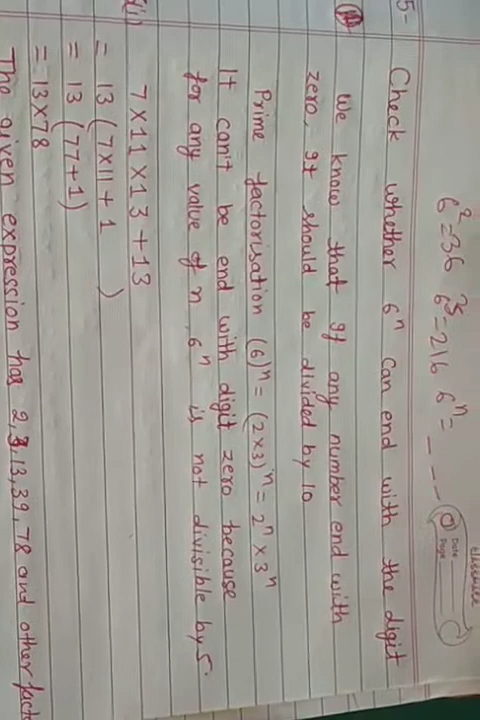 Date
Page
6²=36 6³=216 6ⁿ= _ _ _
5- Check whether 6ⁿ can end with the digit
We know that if any number end with
zero, it should be divided by 10
Prime factorisation (6)ⁿ = (2×3)ⁿ = 2ⁿ × 3ⁿ
It can't be end with digit zero because
for any value of n 6ⁿ is not divisible by 5.
7×11×13+13
= 13 (7×11+1)
= 13 (77+1)
= 13×78
The given expression has 2,3,13,39,78 and other